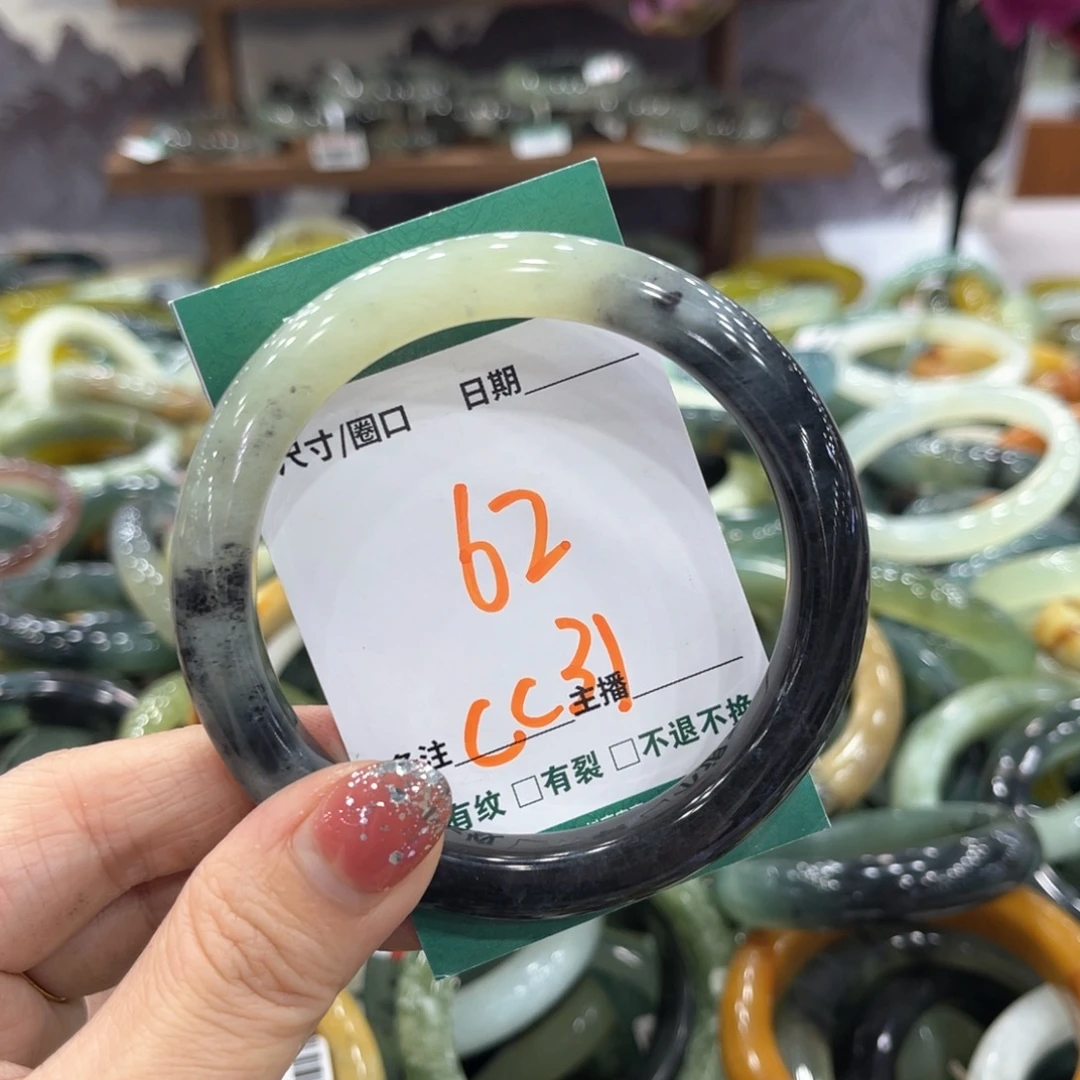 日期
尺寸/圈口
62
CC31
主播
备注
有纹 □有裂 □不退不换